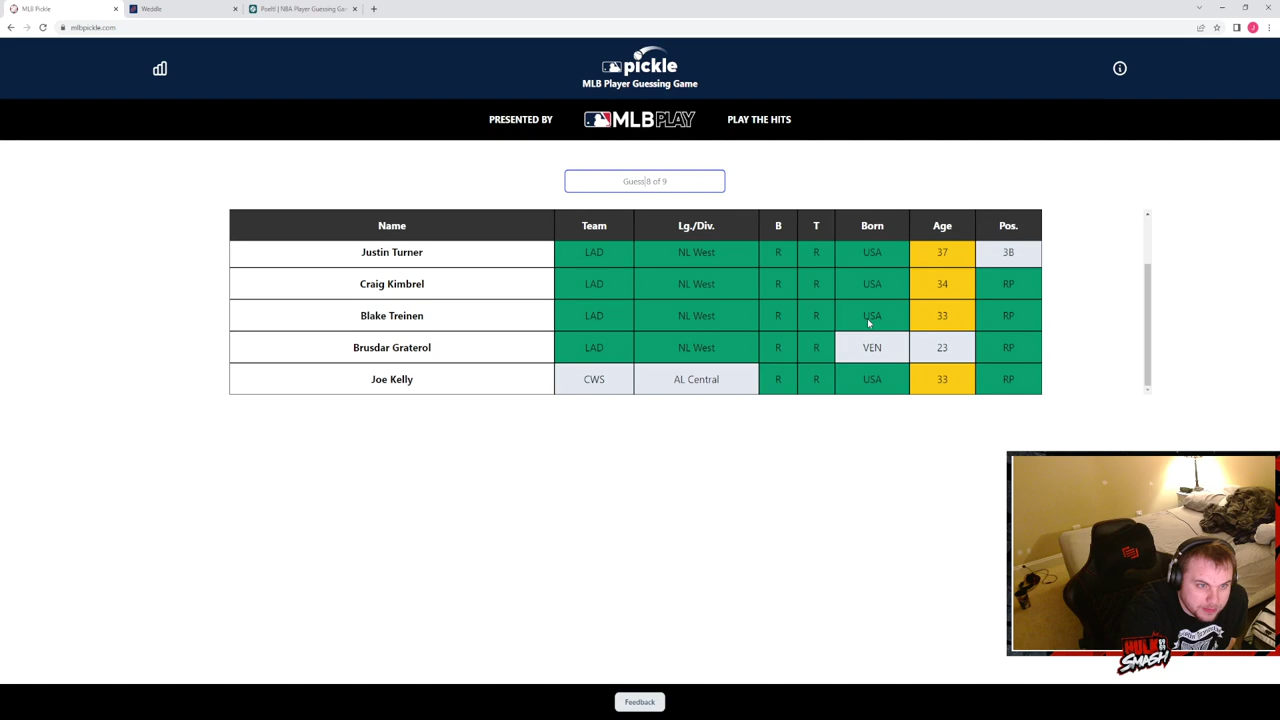 MLB Pickle
Weddle
Poeltl | NBA Player Guessing Ga
mlbpickle.com
J
pickle
MLB Player Guessing Game
PRESENTED BY MLB PLAY PLAY THE HITS
Guess 8 of 9
Name Team Lg./Div. B T Born Age Pos.
Justin Turner LAD NL West R R USA 37 3B
Craig Kimbrel LAD NL West R R USA 34 RP
Blake Treinen LAD NL West R R USA 33 RP
Brusdar Graterol LAD NL West R R VEN 23 RP
Joe Kelly CWS AL Central R R USA 33 RP
HULK
SMASH
Feedback